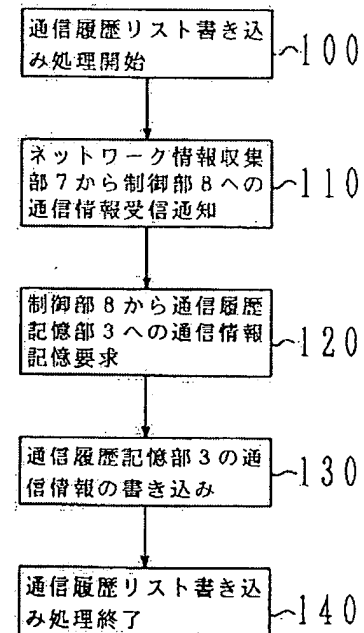 通信履歴リスト書き込
み処理開始
100
ネットワーク情報収集
部7から制御部8への
通信情報受信通知
110
制御部8から通信履歴
記憶部3への通信情報
記憶要求
120
通信履歴記憶部3の通
信情報の書き込み
130
通信履歴リスト書き込
み処理終了
140